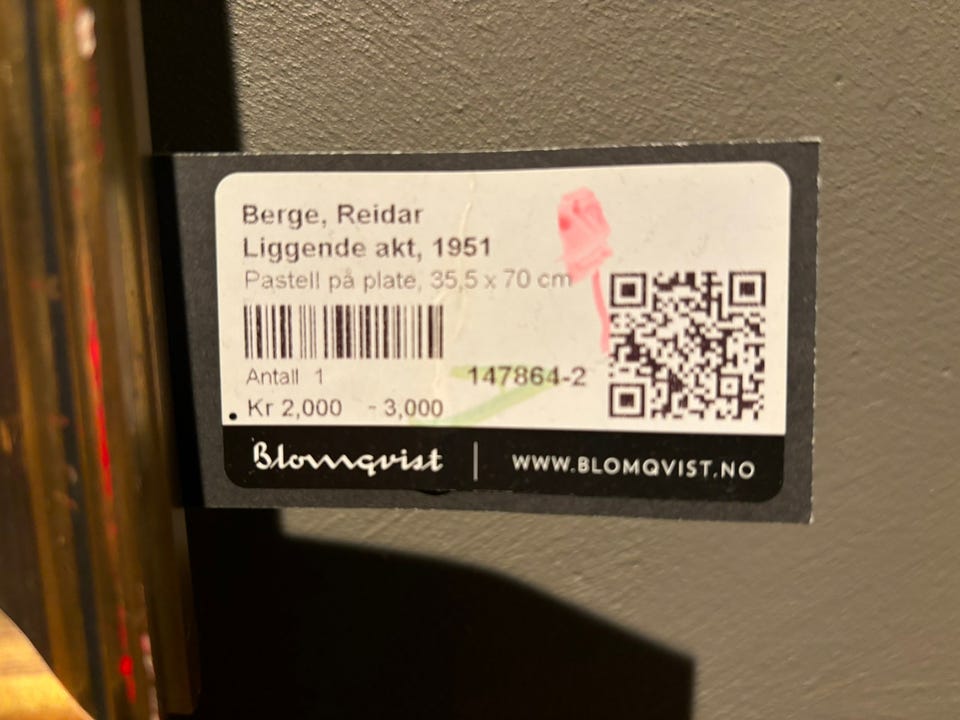 Berge, Reidar
Liggende akt, 1951
Pastell på plate, 35,5 x 70 cm
Antall 1
147864-2
Kr 2,000 - 3,000
Blomqvist | WWW.BLOMQVIST.NO